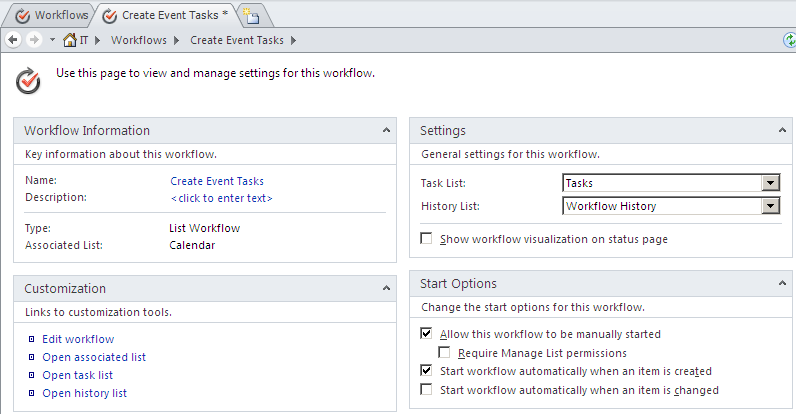 Workflows
Create Event Tasks *
IT
Workflows
Create Event Tasks
Use this page to view and manage settings for this workflow.
Workflow Information
Key information about this workflow.
Name: Create Event Tasks
Description: <click to enter text>
Type: List Workflow
Associated List: Calendar
Customization
Links to customization tools.
Edit workflow
Open associated list
Open task list
Open history list
Settings
General settings for this workflow.
Task List: Tasks
History List: Workflow History
Show workflow visualization on status page
Start Options
Change the start options for this workflow.
Allow this workflow to be manually started
Require Manage List permissions
Start workflow automatically when an item is created
Start workflow automatically when an item is changed